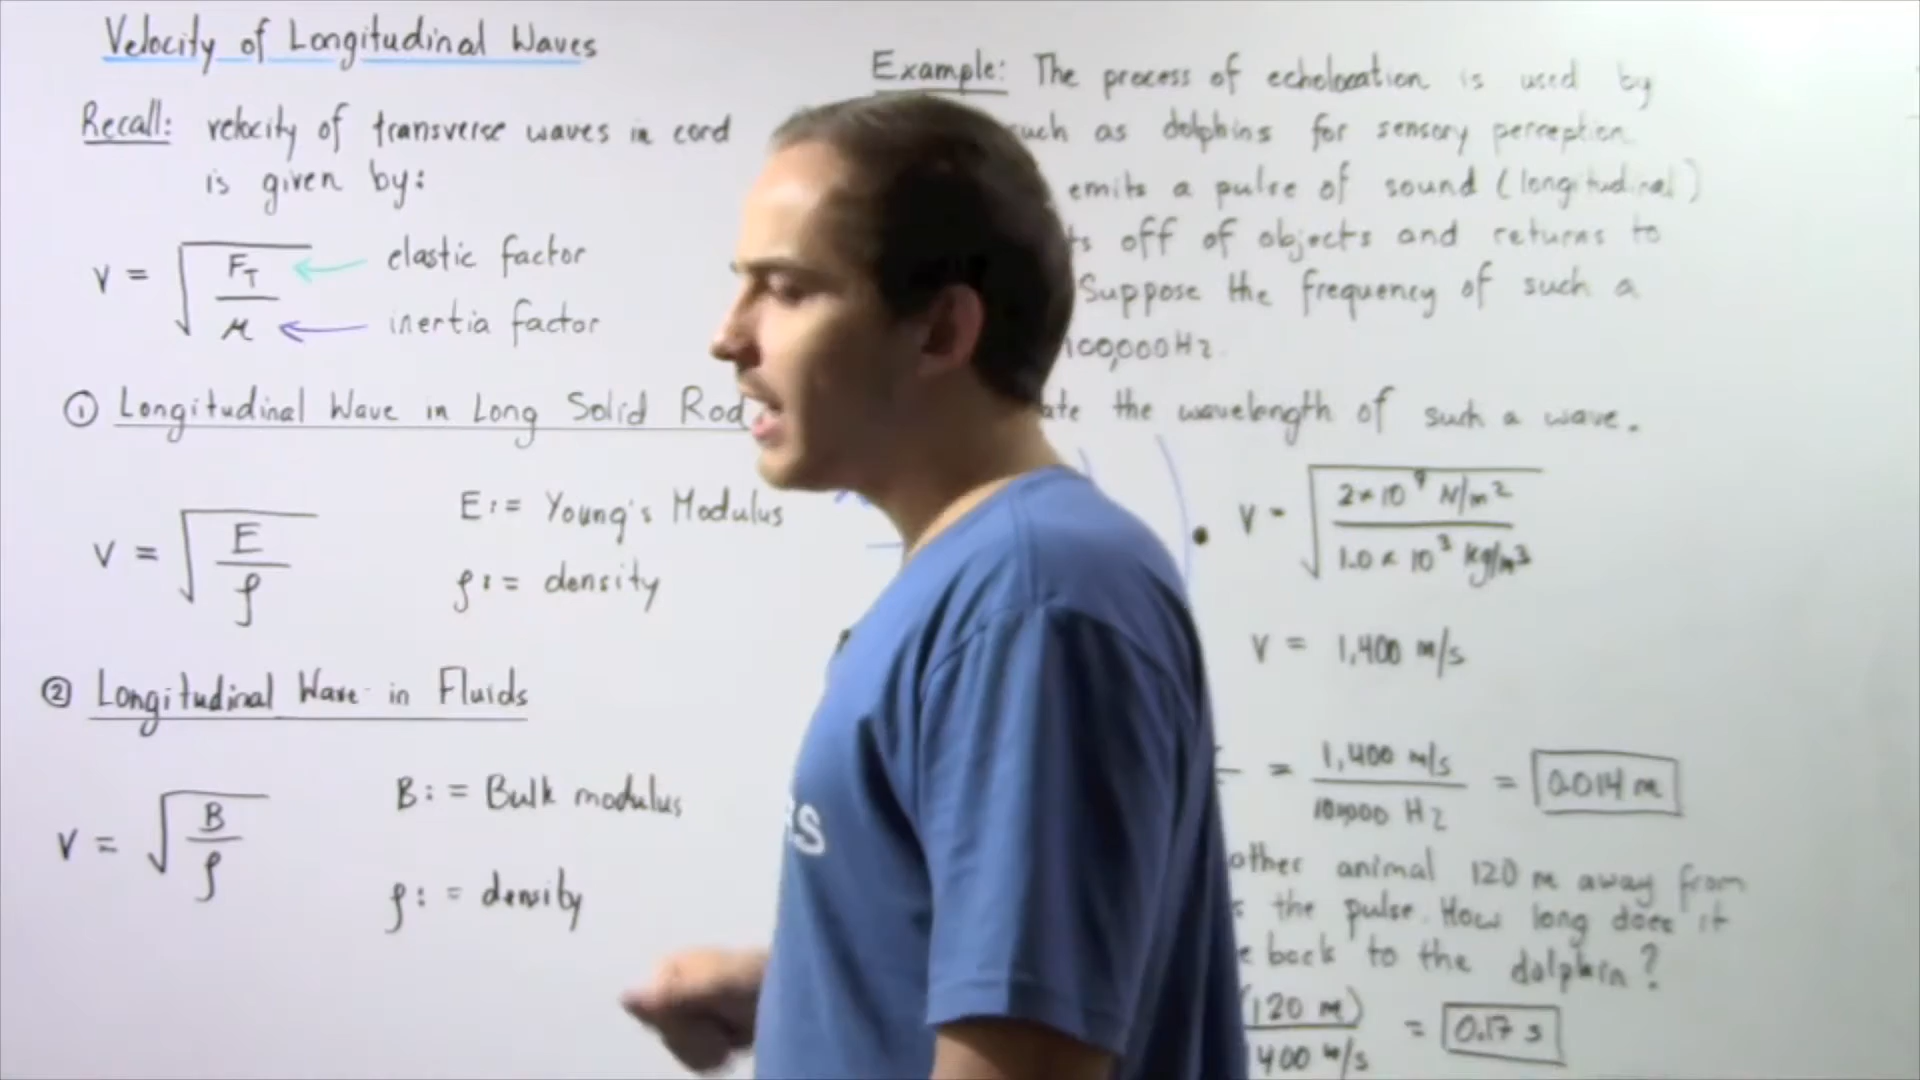 Velocity of Longitudinal Waves
Recall: velocity of transverse waves in cord
is given by:
V = √(F_T / μ)
elastic factor
inertia factor
① Longitudinal Wave in Long Solid Rod
V = √(E / ρ)
E := Young's Modulus
ρ := density
② Longitudinal Wave in Fluids
V = √(B / ρ)
B := Bulk modulus
ρ := density
Example: The process of echolocation is used by
such as dolphins for sensory perception
emits a pulse of sound (longitudinal)
off of objects and returns to
Suppose the frequency of such a
100,000 Hz.
the wavelength of such a wave.
V = √(2×10⁹ N/m² / 1.0×10³ kg/m³)
V = 1,400 m/s
= 1,400 m/s / 100,000 Hz = 0.014 m
other animal 120 m away from
the pulse. How long does it
back to the dolphin?
(120 m) / 400 m/s = 0.17 s
RS